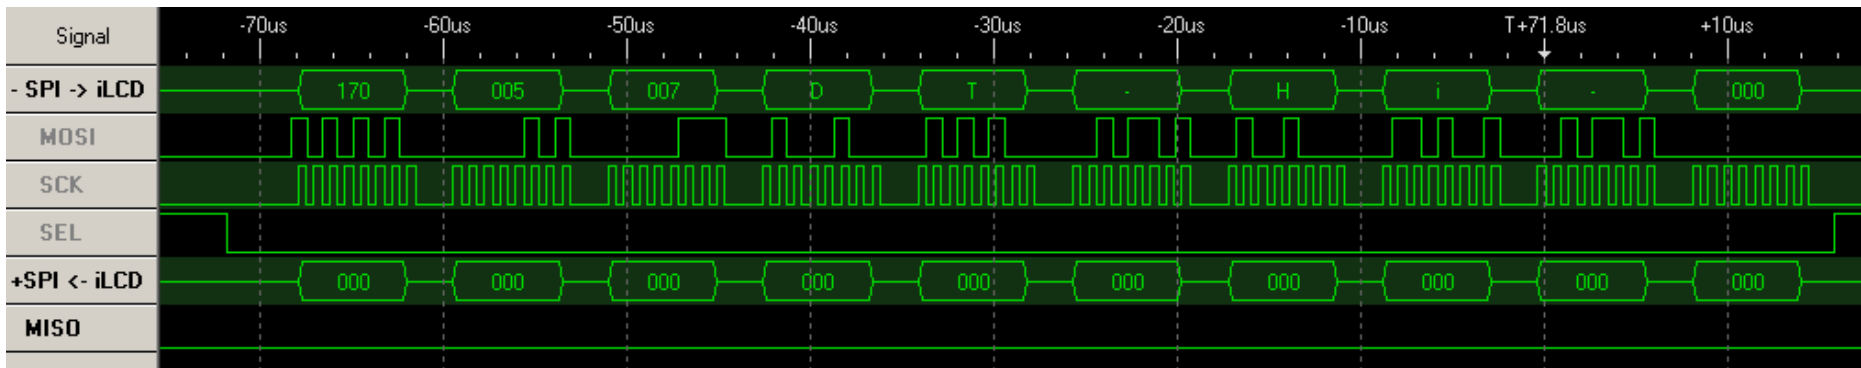 Signal -70us -60us -50us -40us -30us -20us -10us T+71.8us +10us
- SPI -> iLCD 170 005 007 D T - H i - 000
MOSI
SCK
SEL
+SPI <- iLCD 000 000 000 000 000 000 000 000 000 000
MISO